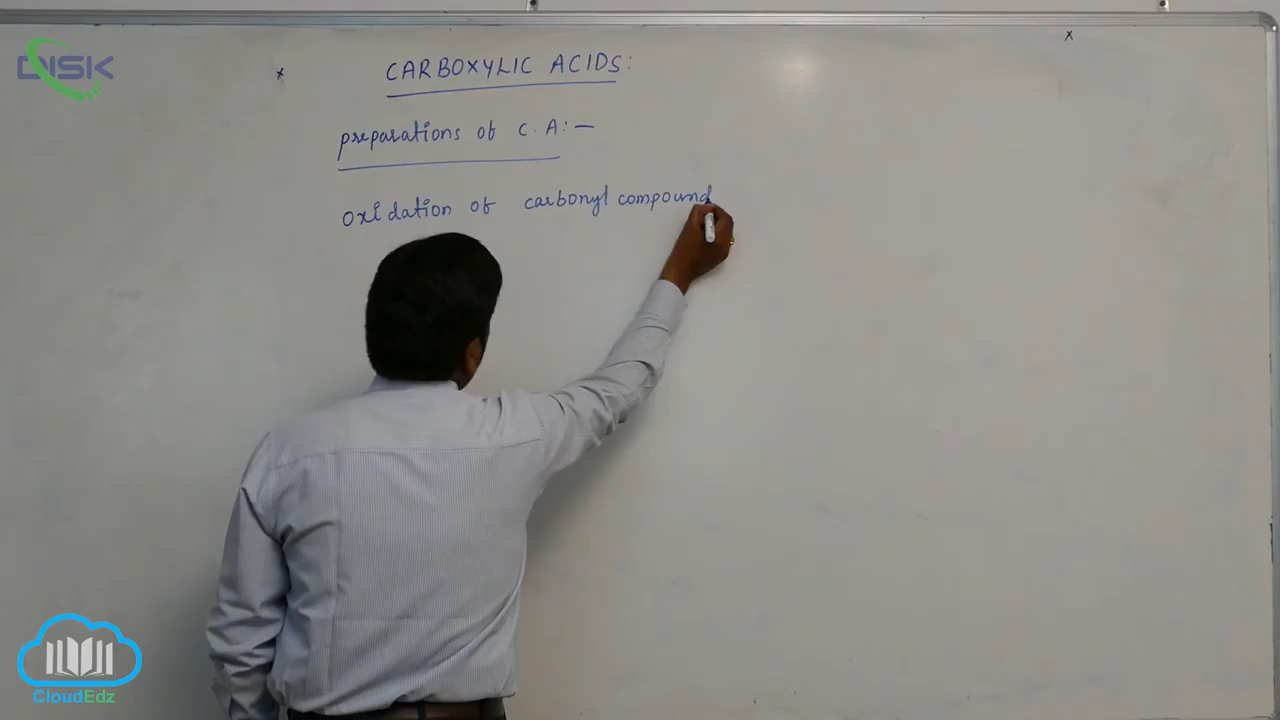 DISK
x
x
CARBOXYLIC ACIDS:
preparations of C.A:-
oxidation of carbonyl compound
CloudEdz